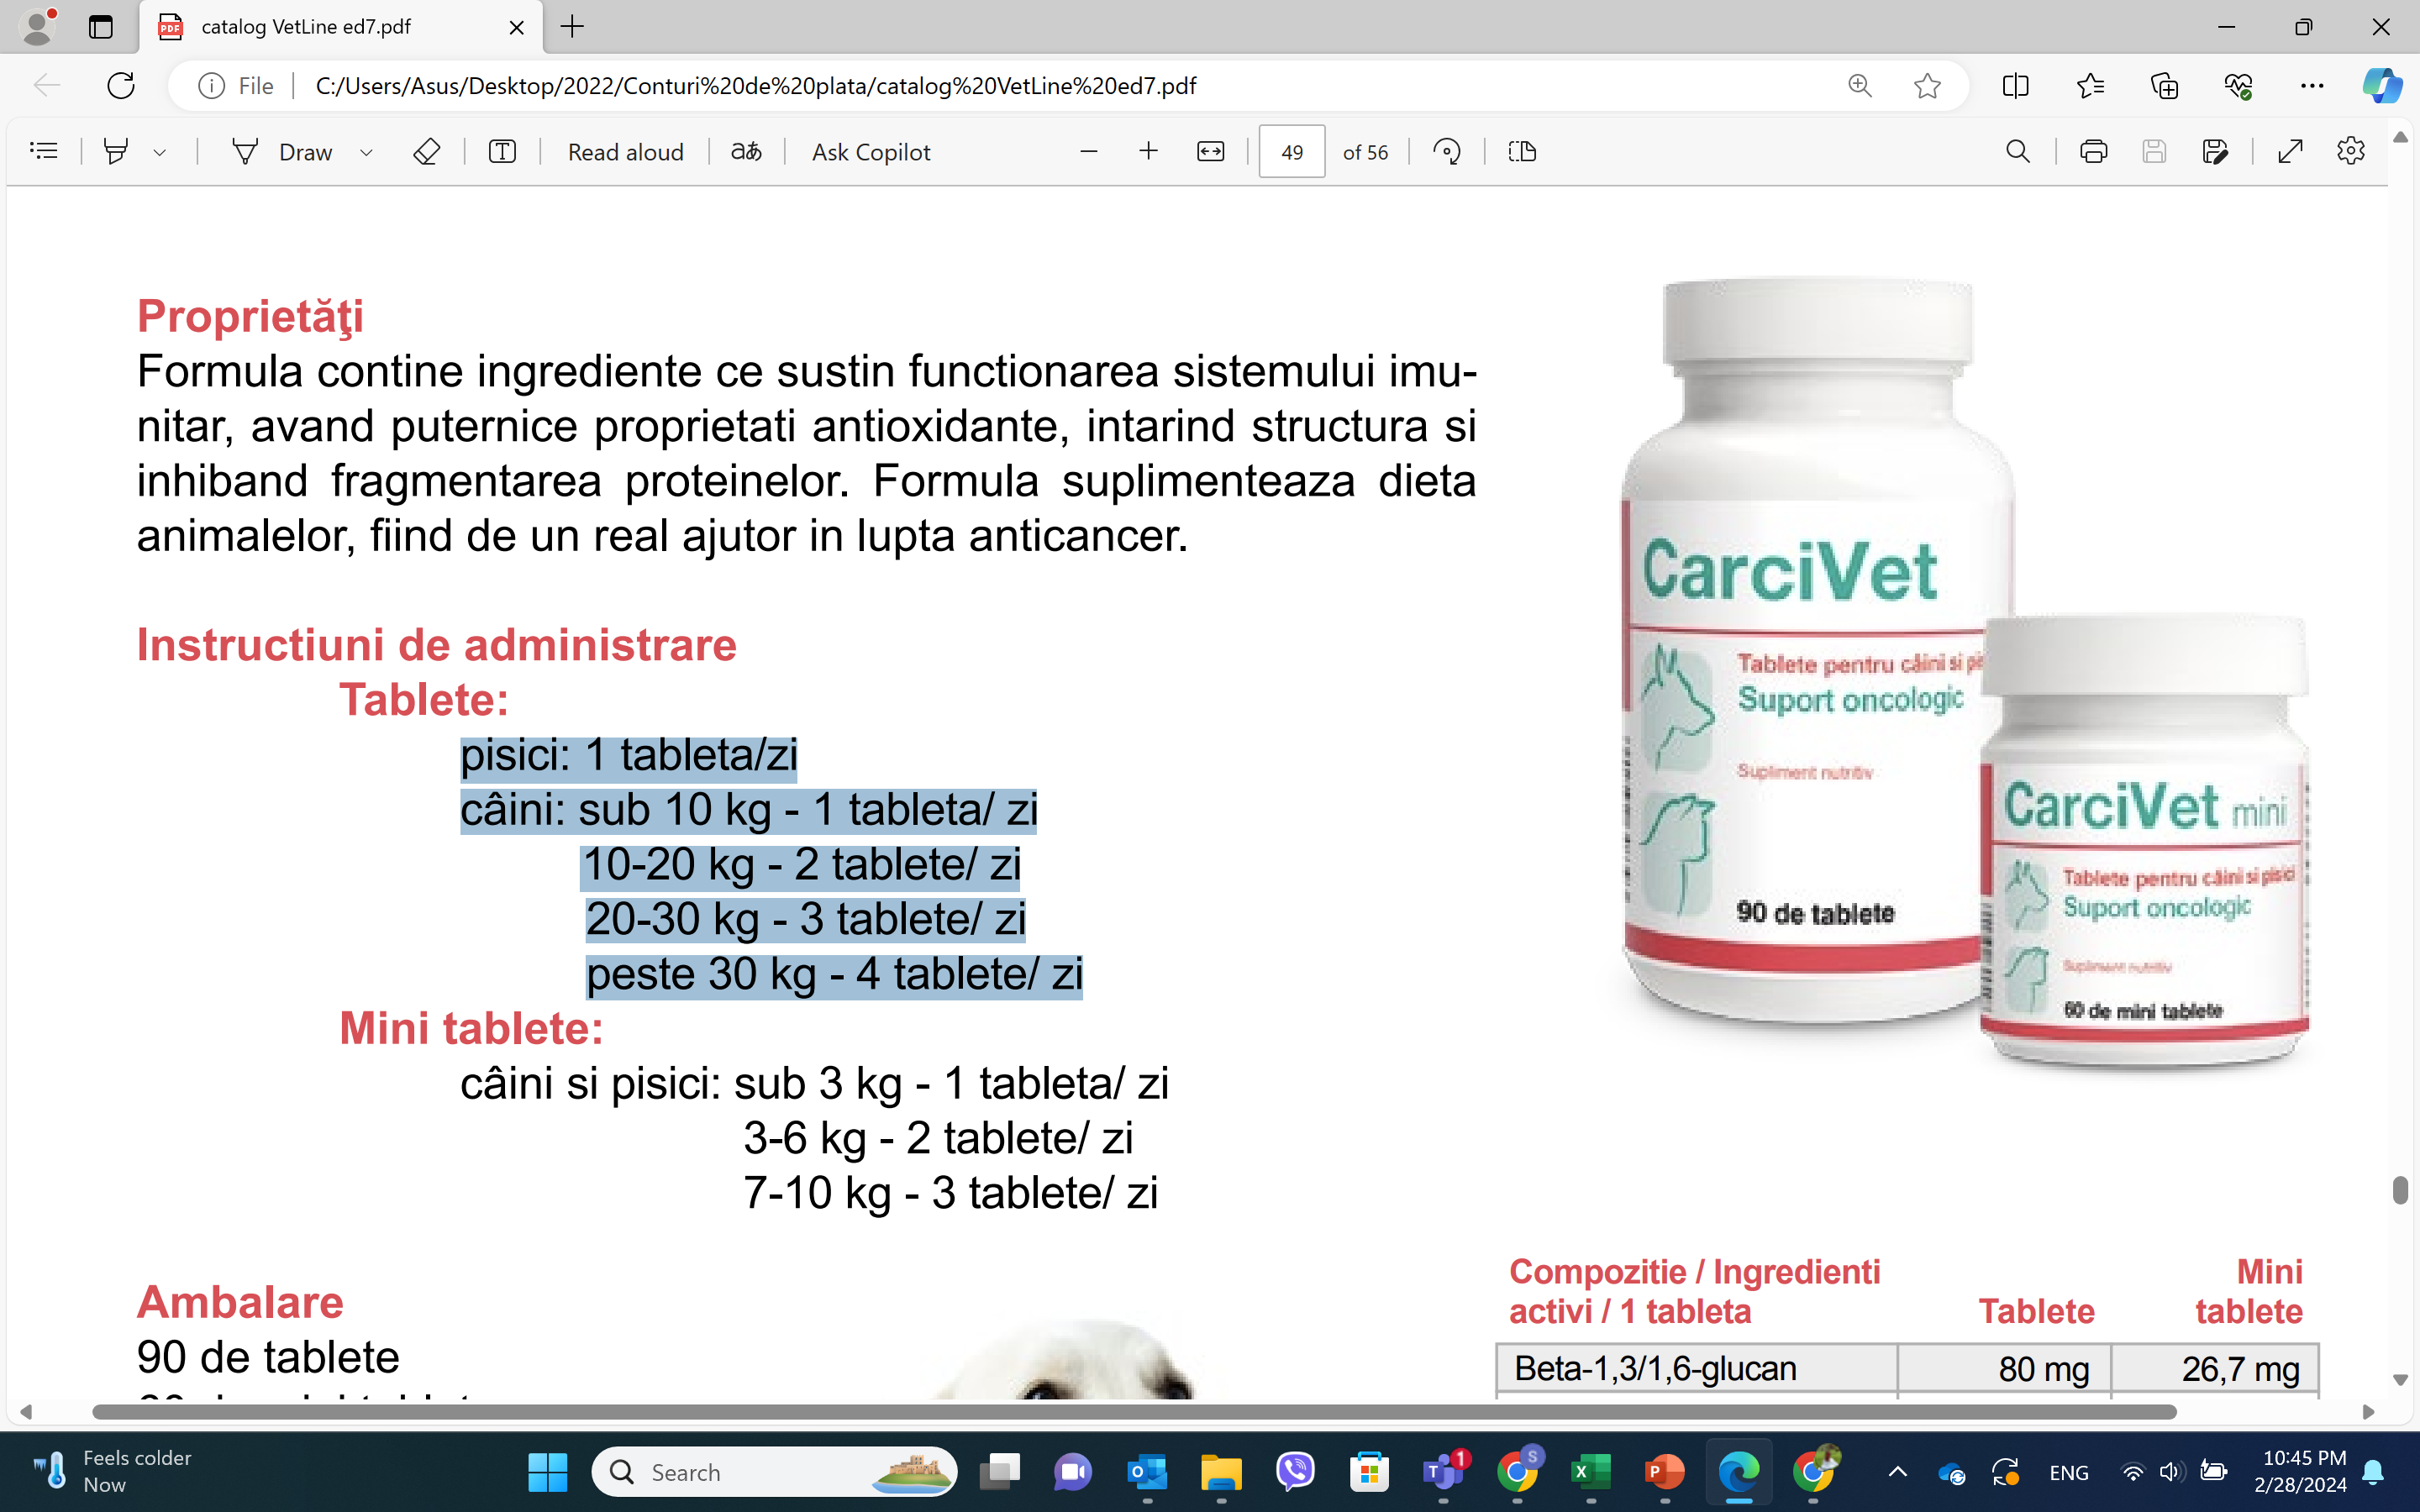 catalog VetLine ed7.pdf
File
C:/Users/Asus/Desktop/2022/Conturi%20de%20plata/catalog%20VetLine%20ed7.pdf
Draw
Read aloud
aあ
Ask Copilot
49
of 56
Proprietăţi
Formula contine ingrediente ce sustin functionarea sistemului imu-
nitar, avand puternice proprietati antioxidante, intarind structura si
inhiband fragmentarea proteinelor. Formula suplimenteaza dieta
animalelor, fiind de un real ajutor in lupta anticancer.
Instructiuni de administrare
Tablete:
pisici: 1 tableta/zi
câini: sub 10 kg - 1 tableta/ zi
10-20 kg - 2 tablete/ zi
20-30 kg - 3 tablete/ zi
peste 30 kg - 4 tablete/ zi
Mini tablete:
câini si pisici: sub 3 kg - 1 tableta/ zi
3-6 kg - 2 tablete/ zi
7-10 kg - 3 tablete/ zi
Ambalare
90 de tablete
CarciVet
Tablete pentru câini si pi
Suport oncologic
Supliment nutritiv
90 de tablete
CarciVet mini
Tablete pentru câini si pisici
Suport oncologic
Supliment nutritiv
60 de mini tablete
Compozitie / Ingredienti
activi / 1 tableta
Tablete
Mini
tablete
Beta-1,3/1,6-glucan
80 mg
26,7 mg
Feels colder
Now
Search
1
S
ENG
10:45 PM
2/28/2024